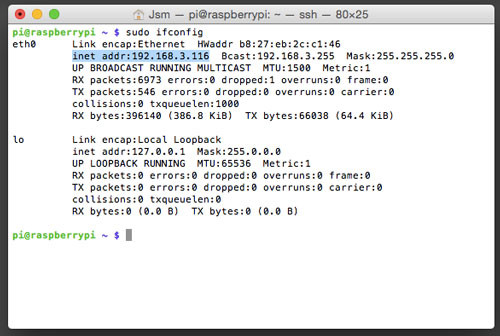 Jsm — pi@raspberrypi: ~ — ssh — 80×25
pi@raspberrypi ~ $ sudo ifconfig
eth0      Link encap:Ethernet  HWaddr b8:27:eb:2c:c1:46
          inet addr:192.168.3.116  Bcast:192.168.3.255  Mask:255.255.255.0
          UP BROADCAST RUNNING MULTICAST  MTU:1500  Metric:1
          RX packets:6973 errors:0 dropped:1 overruns:0 frame:0
          TX packets:546 errors:0 dropped:0 overruns:0 carrier:0
          collisions:0 txqueuelen:1000
          RX bytes:396140 (386.8 KiB)  TX bytes:66038 (64.4 KiB)
lo        Link encap:Local Loopback
          inet addr:127.0.0.1  Mask:255.0.0.0
          UP LOOPBACK RUNNING  MTU:65536  Metric:1
          RX packets:0 errors:0 dropped:0 overruns:0 frame:0
          TX packets:0 errors:0 dropped:0 overruns:0 carrier:0
          collisions:0 txqueuelen:0
          RX bytes:0 (0.0 B)  TX bytes:0 (0.0 B)
pi@raspberrypi ~ $